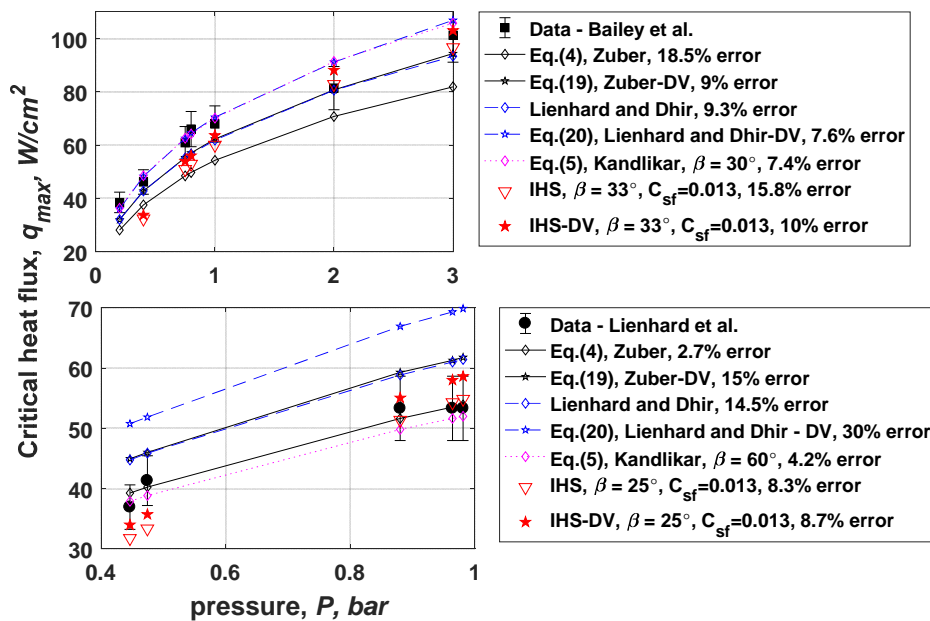 Critical heat flux, q_max, W/cm²
100
80
60
40
20
0
1
2
3
Data - Bailey et al.
Eq.(4), Zuber, 18.5% error
Eq.(19), Zuber-DV, 9% error
Lienhard and Dhir, 9.3% error
Eq.(20), Lienhard and Dhir-DV, 7.6% error
Eq.(5), Kandlikar, β = 30°, 7.4% error
IHS, β = 33°, C_sf=0.013, 15.8% error
IHS-DV, β = 33°, C_sf=0.013, 10% error
70
60
50
40
30
0.4
0.6
0.8
1
pressure, P, bar
Data - Lienhard et al.
Eq.(4), Zuber, 2.7% error
Eq.(19), Zuber-DV, 15% error
Lienhard and Dhir, 14.5% error
Eq.(20), Lienhard and Dhir - DV, 30% error
Eq.(5), Kandlikar, β = 60°, 4.2% error
IHS, β = 25°, C_sf=0.013, 8.3% error
IHS-DV, β = 25°, C_sf=0.013, 8.7% error